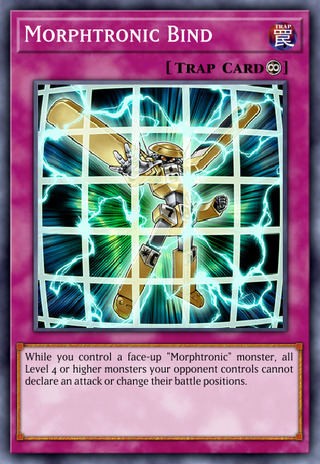 Morphtronic Bind
TRAP
罠
[ Trap Card ]
While you control a face-up "Morphtronic" monster, all
Level 4 or higher monsters your opponent controls cannot
declare an attack or change their battle positions.